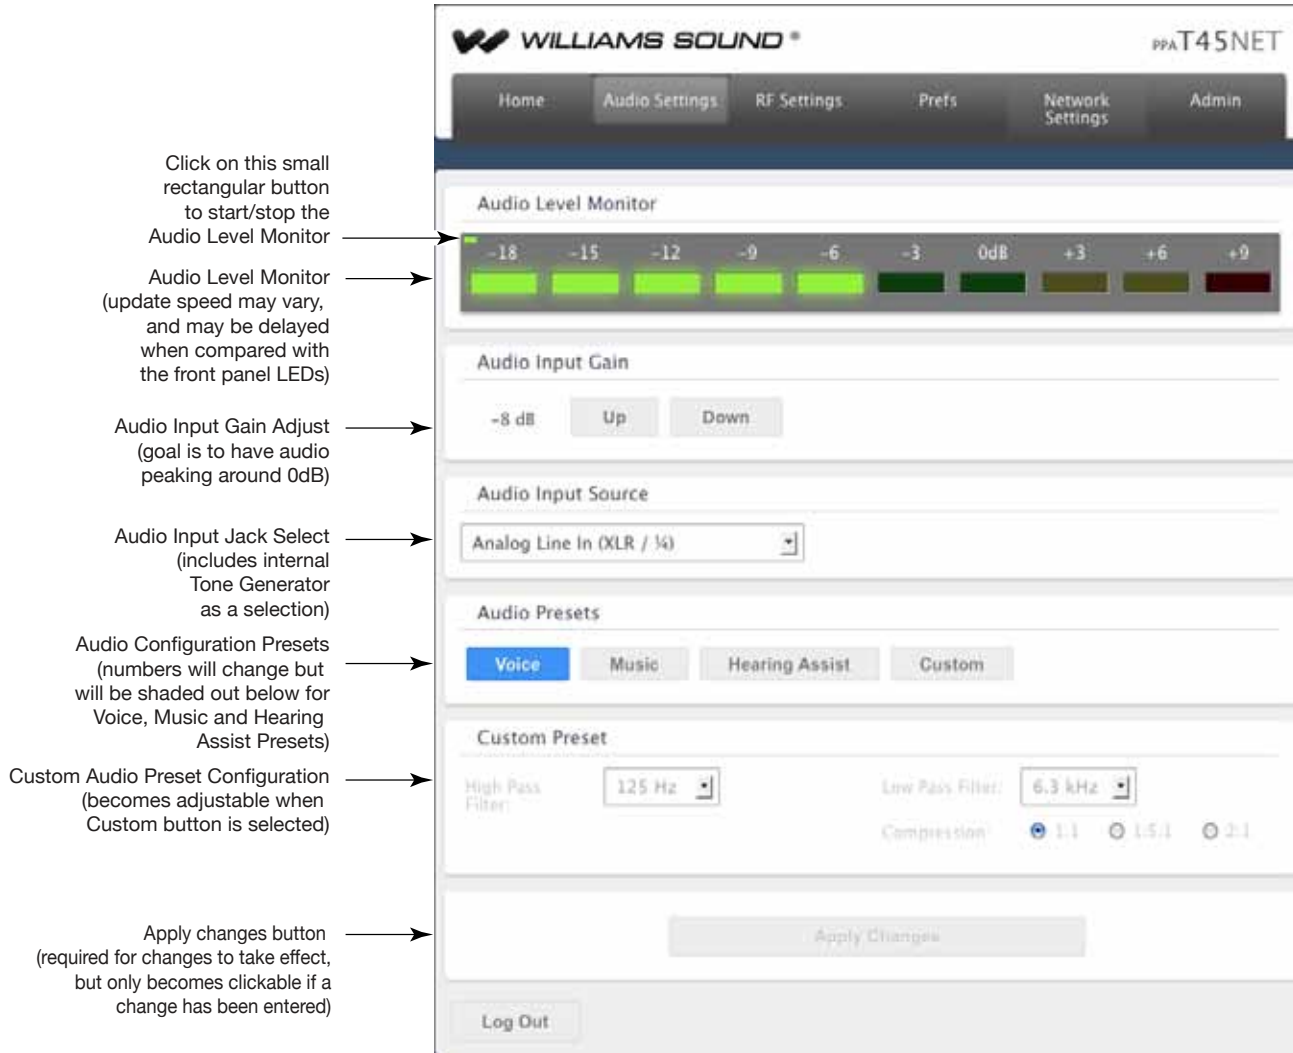 WILLIAMS SOUND®
PPA T45NET
Home
Audio Settings
RF Settings
Prefs
Network
Settings
Admin
Click on this small
rectangular button
to start/stop the
Audio Level Monitor
Audio Level Monitor
(update speed may vary,
and may be delayed
when compared with
the front panel LEDs)
Audio Input Gain Adjust
(goal is to have audio
peaking around 0dB)
Audio Input Jack Select
(includes internal
Tone Generator
as a selection)
Audio Configuration Presets
(numbers will change but
will be shaded out below for
Voice, Music and Hearing
Assist Presets)
Custom Audio Preset Configuration
(becomes adjustable when
Custom button is selected)
Apply changes button
(required for changes to take effect,
but only becomes clickable if a
change has been entered)
Audio Level Monitor
-18 -15 -12 -9 -6 -3 0dB +3 +6 +9
Audio Input Gain
-8 dB Up Down
Audio Input Source
Analog Line In (XLR / ¼)
Audio Presets
Voice Music Hearing Assist Custom
Custom Preset
High Pass
Filter:
125 Hz
Low Pass Filter: 6.3 kHz
Compression 1:1 1.5:1 2:1
Apply Changes
Log Out